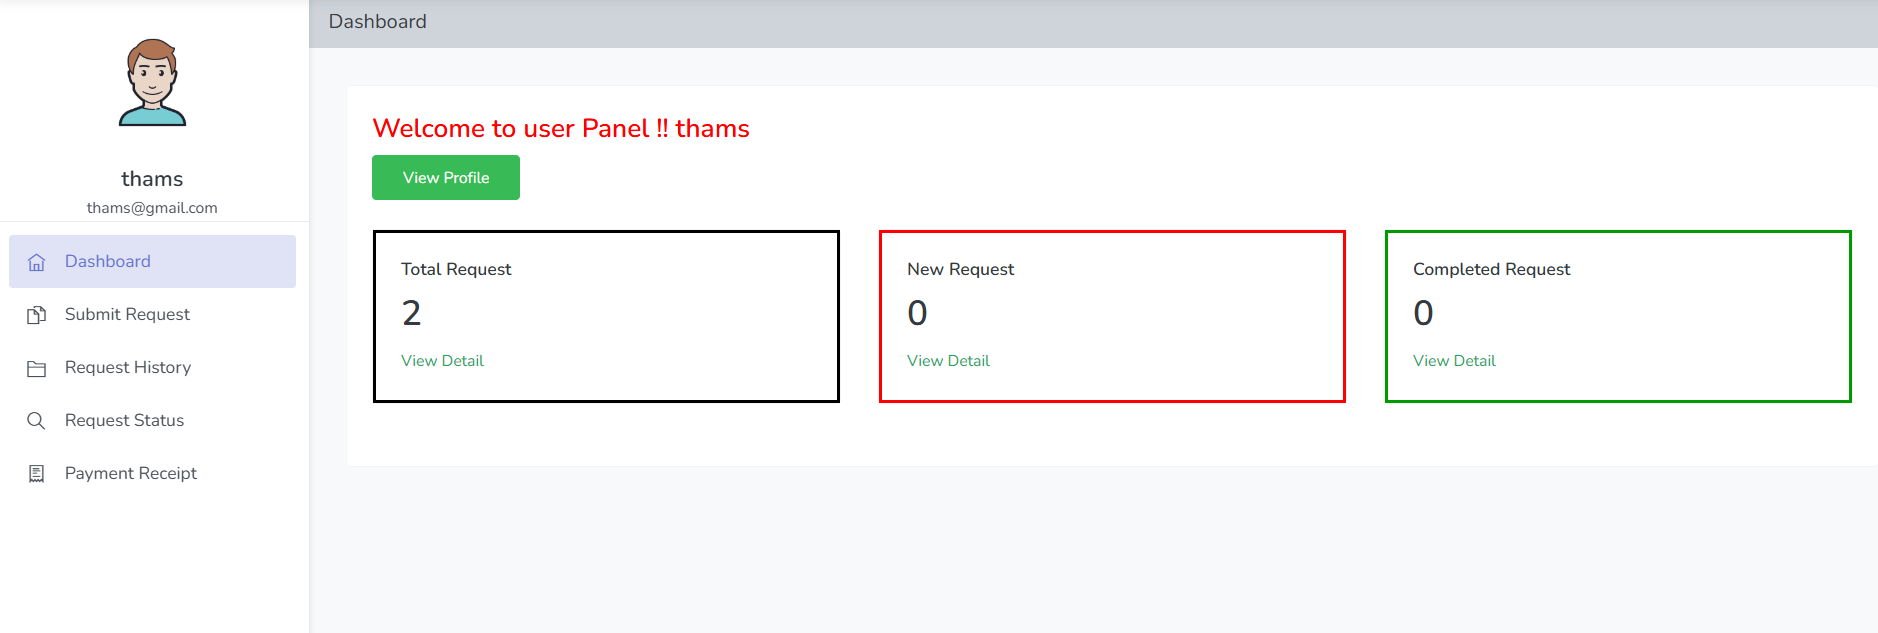 thams
thams@gmail.com
Dashboard
Submit Request
Request History
Request Status
Payment Receipt
Dashboard
Welcome to user Panel !! thams
View Profile
Total Request
2
View Detail
New Request
0
View Detail
Completed Request
0
View Detail